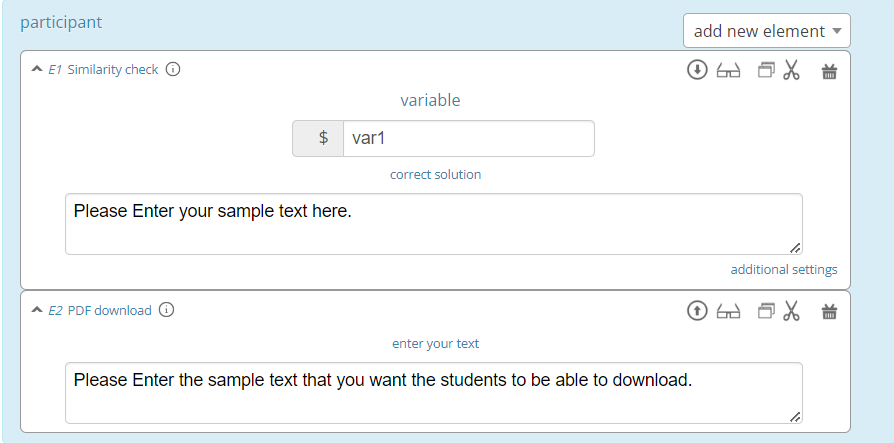 participant
add new element
E1 Similarity check
variable
$ var1
correct solution
Please Enter your sample text here.
additional settings
E2 PDF download
enter your text
Please Enter the sample text that you want the students to be able to download.